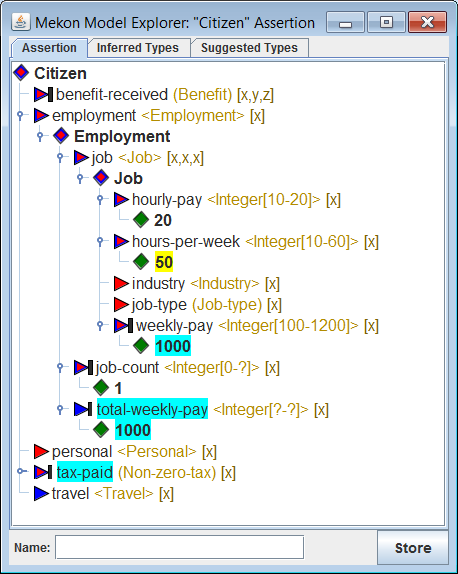 Mekon Model Explorer: "Citizen" Assertion
Assertion Inferred Types Suggested Types
Citizen
benefit-received (Benefit) [x,y,z]
employment <Employment> [x]
Employment
job <Job> [x,x,x]
Job
hourly-pay <Integer[10-20]> [x]
20
hours-per-week <Integer[10-60]> [x]
50
industry <Industry> [x]
job-type (Job-type) [x]
weekly-pay <Integer[100-1200]> [x]
1000
job-count <Integer[0-?]> [x]
1
total-weekly-pay <Integer[?-?]> [x]
1000
personal <Personal> [x]
tax-paid (Non-zero-tax) [x]
travel <Travel> [x]
Name: Store